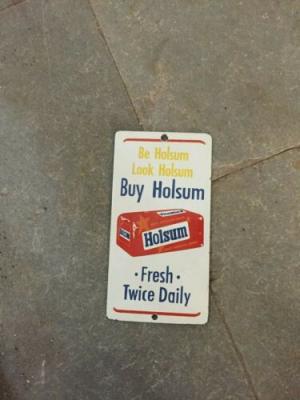 Be Holsum
Look Holsum
Buy Holsum
Holsum
· Fresh ·
Twice Daily